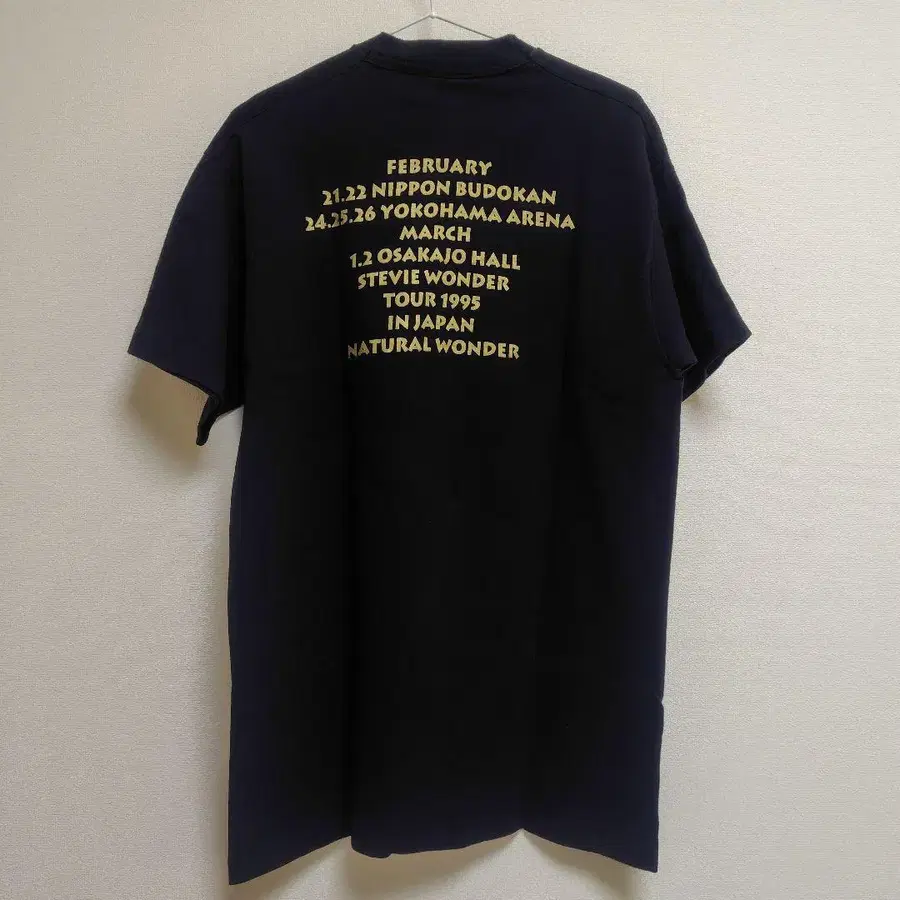 FEBRUARY
21.22 NIPPON BUDOKAN
24.25.26 YOKOHAMA ARENA
MARCH
1.2 OSAKAJO HALL
STEVIE WONDER
TOUR 1995
IN JAPAN
NATURAL WONDER